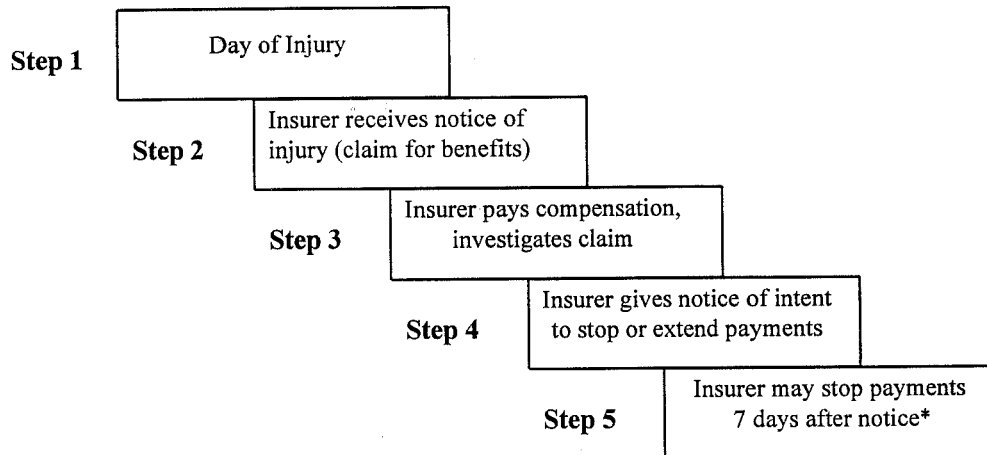 Step 1
Day of Injury
Step 2
Insurer receives notice of
injury (claim for benefits)
Step 3
Insurer pays compensation,
investigates claim
Step 4
Insurer gives notice of intent
to stop or extend payments
Step 5
Insurer may stop payments
7 days after notice*